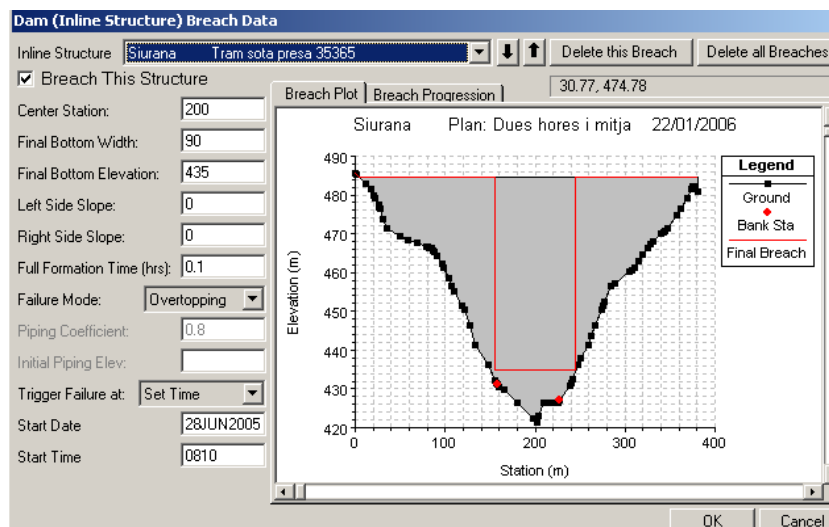 Dam (Inline Structure) Breach Data
Inline Structure Siurana Tram sota presa 35365 Delete this Breach Delete all Breaches
Breach This Structure
Breach Plot Breach Progression 30.77, 474.78
Center Station: 200
Final Bottom Width: 90
Final Bottom Elevation: 435
Left Side Slope: 0
Right Side Slope: 0
Full Formation Time (hrs): 0.1
Failure Mode: Overtopping
Piping Coefficient: 0.8
Initial Piping Elev:
Trigger Failure at: Set Time
Start Date 28JUN2005
Start Time 0810
Siurana Plan: Dues hores i mitja 22/01/2006
490
480
470
460
450
440
430
420
Elevation (m)
0 100 200 300 400
Station (m)
Legend
Ground
Bank Sta
Final Breach
OK Cancel